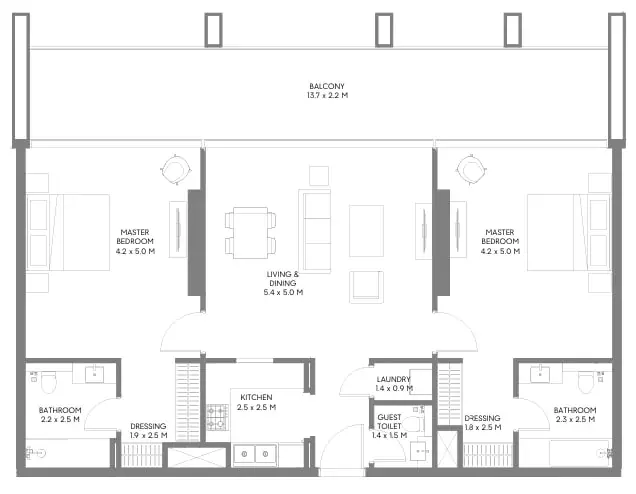 BALCONY
13.7 x 2.2 M
MASTER
BEDROOM
4.2 x 5.0 M
LIVING &
DINING
5.4 x 5.0 M
MASTER
BEDROOM
4.2 x 5.0 M
BATHROOM
2.2 x 2.5 M
DRESSING
1.9 x 2.5 M
KITCHEN
2.5 x 2.5 M
LAUNDRY
1.4 x 0.9 M
GUEST
TOILET
1.4 x 1.5 M
DRESSING
1.8 x 2.5 M
BATHROOM
2.3 x 2.5 M